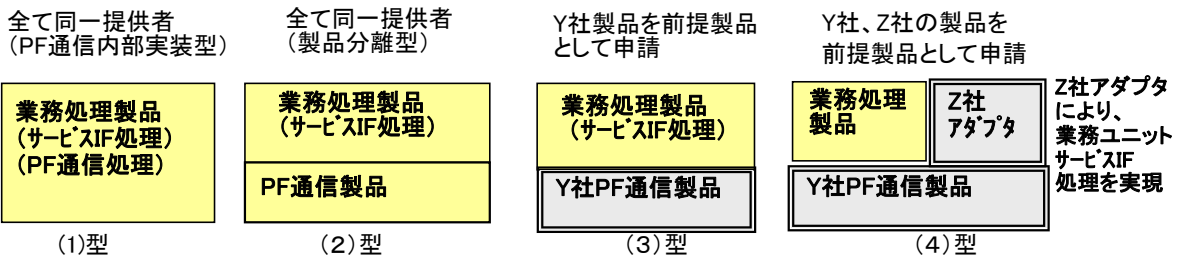 全て同一提供者
（PF通信内部実装型）
業務処理製品
（サービスIF処理）
（PF通信処理）
(1)型
全て同一提供者
（製品分離型）
業務処理製品
（サービスIF処理）
PF通信製品
（２）型
Y社製品を前提製品
として申請
業務処理製品
（サービスIF処理）
Y社PF通信製品
（３）型
Y社、Z社の製品を
前提製品として申請
業務処理
製品
Z社
アダプタ
Y社PF通信製品
（４）型
Z社アダプタ
により、
業務ユニット
サービスIF
処理を実現